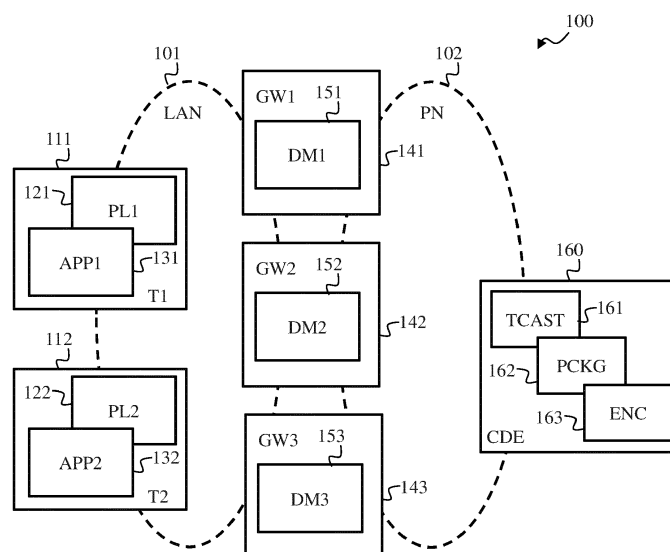 100
101
102
LAN
GW1
151
PN
DM1
141
111
121
PL1
APP1
131
T1
GW2
152
DM2
142
160
TCAST
161
162
PCKG
163
ENC
CDE
112
122
PL2
APP2
132
T2
GW3
153
DM3
143